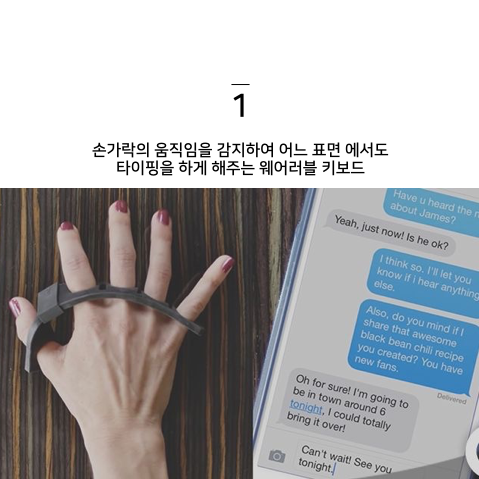 1
손가락의 움직임을 감지하여 어느 표면 에서도
타이핑을 하게 해주는 웨어러블 키보드
Have u heard the
about James?
Yeah, just now! Is he ok?
I think so. I'll let you
know if i hear anything
else.
Also, do you mind if I
share that awesome
black bean chili recipe
you created? You have
new fans.
Delivered
Oh for sure! I'm going to
be in town around 6
tonight, I could totally
bring it over!
Can't wait! See you
tonight.